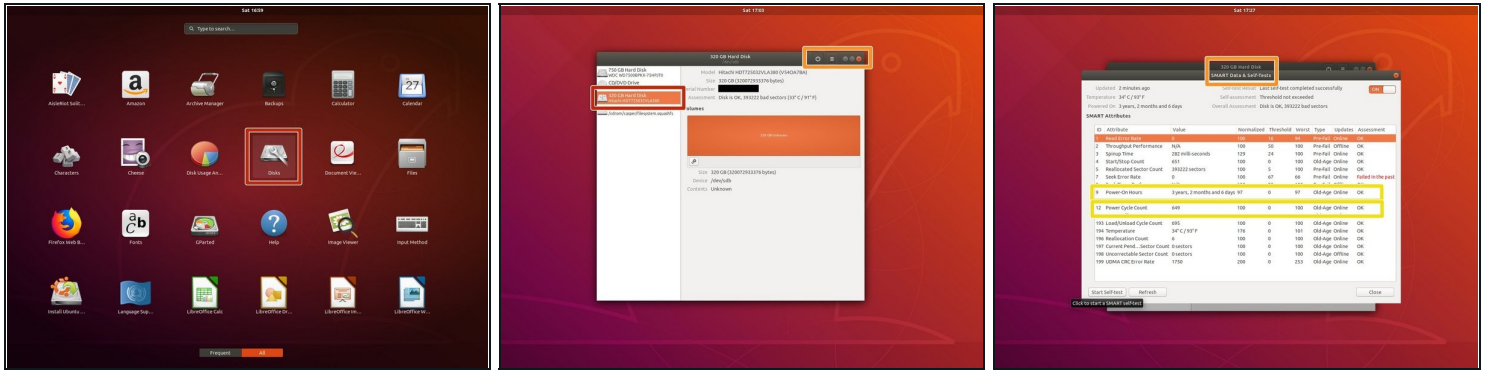 Sat 16:59
Type to search...
AisleRiot Solit...
Amazon
Archive Manager
Backups
Calculator
Calendar
Characters
Cheese
Disk Usage An...
Disks
Document Vie...
Files
Firefox Web B...
Fonts
GParted
Help
Image Viewer
Input Method
Install Ubuntu ...
Language Sup...
LibreOffice Calc
LibreOffice Dr...
LibreOffice Im...
LibreOffice W...
Frequent
All
Sat 17:03
320 GB Hard Disk
/dev/sdb
750 GB Hard Disk
CD/DVD Drive
320 GB Hard Disk
Hitachi HDT725032VLA380
Model Hitachi HDT725032VLA380 (V54OA7BA)
Size 320 GB (320072933376 bytes)
Serial Number
Assessment Disk is OK, 393222 bad sectors (33° C / 91° F)
Volumes
Size 320 GB (320072933376 bytes)
Device /dev/sdb
Contents Unknown
Sat 17:27
320 GB Hard Disk
SMART Data & Self-Tests
Updated 2 minutes ago
Self-test Result Last self-test completed successfully
ON
Temperature 34° C / 93° F
Self-assessment Threshold not exceeded
Powered On 3 years, 2 months and 6 days
Overall Assessment Disk is OK, 393222 bad sectors
SMART Attributes
ID Attribute Value Normalized Threshold Worst Type Updates Assessment
1 Read Error Rate 0 100 16 94 Pre-Fail Online OK
2 Throughput Performance N/A 100 50 100 Pre-Fail Offline OK
3 Spinup Time 282 milliseconds 129 24 100 Pre-Fail Online OK
4 Start/Stop Count 651 100 0 100 Old-Age Online OK
5 Reallocated Sector Count 393222 sectors 100 5 100 Pre-Fail Online OK
7 Seek Error Rate 0 100 67 66 Pre-Fail Online Failed in the past
9 Power-On Hours 3 years, 2 months and 6 days 97 0 97 Old-Age Online OK
12 Power Cycle Count 649 100 0 100 Old-Age Online OK
193 Load/Unload Cycle Count 695 100 0 100 Old-Age Online OK
194 Temperature 34° C / 93° F 176 0 101 Old-Age Online OK
196 Reallocation Count 6 100 0 100 Old-Age Online OK
197 Current Pend...Sector Count 0 sectors 100 0 100 Old-Age Online OK
198 Uncorrectable Sector Count 0 sectors 100 0 100 Old-Age Offline OK
199 UDMA CRC Error Rate 1750 200 0 253 Old-Age Online OK
Start Self-test
Refresh
Close
Click to start a SMART self-test